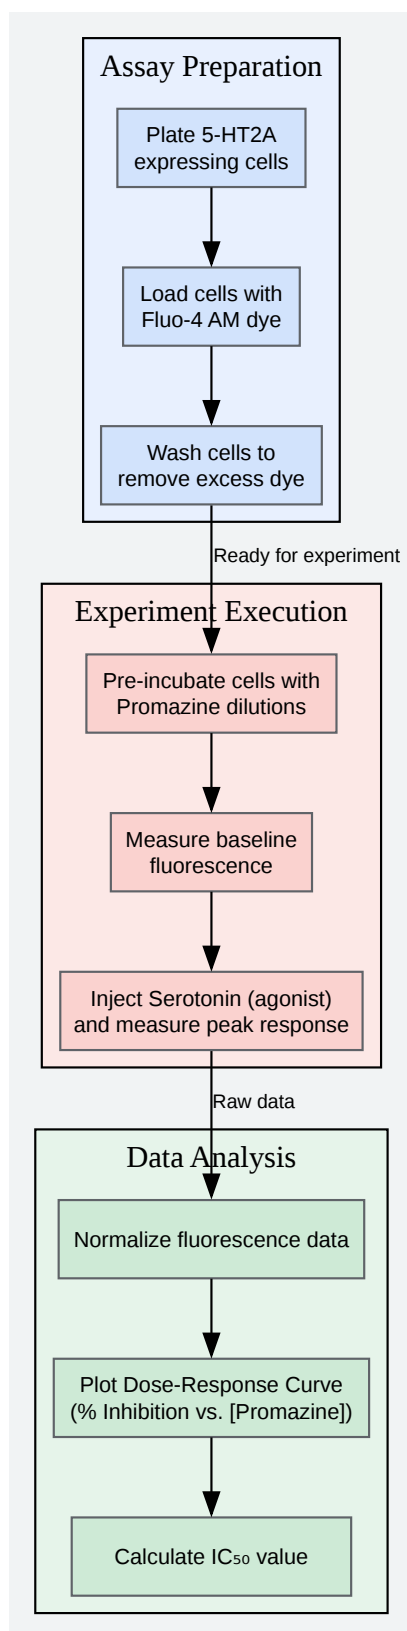 Assay Preparation
Plate 5-HT2A
expressing cells
Load cells with
Fluo-4 AM dye
Wash cells to
remove excess dye
Ready for experiment
Experiment Execution
Pre-incubate cells with
Promazine dilutions
Measure baseline
fluorescence
Inject Serotonin (agonist)
and measure peak response
Raw data
Data Analysis
Normalize fluorescence data
Plot Dose-Response Curve
(% Inhibition vs. [Promazine])
Calculate IC₅₀ value